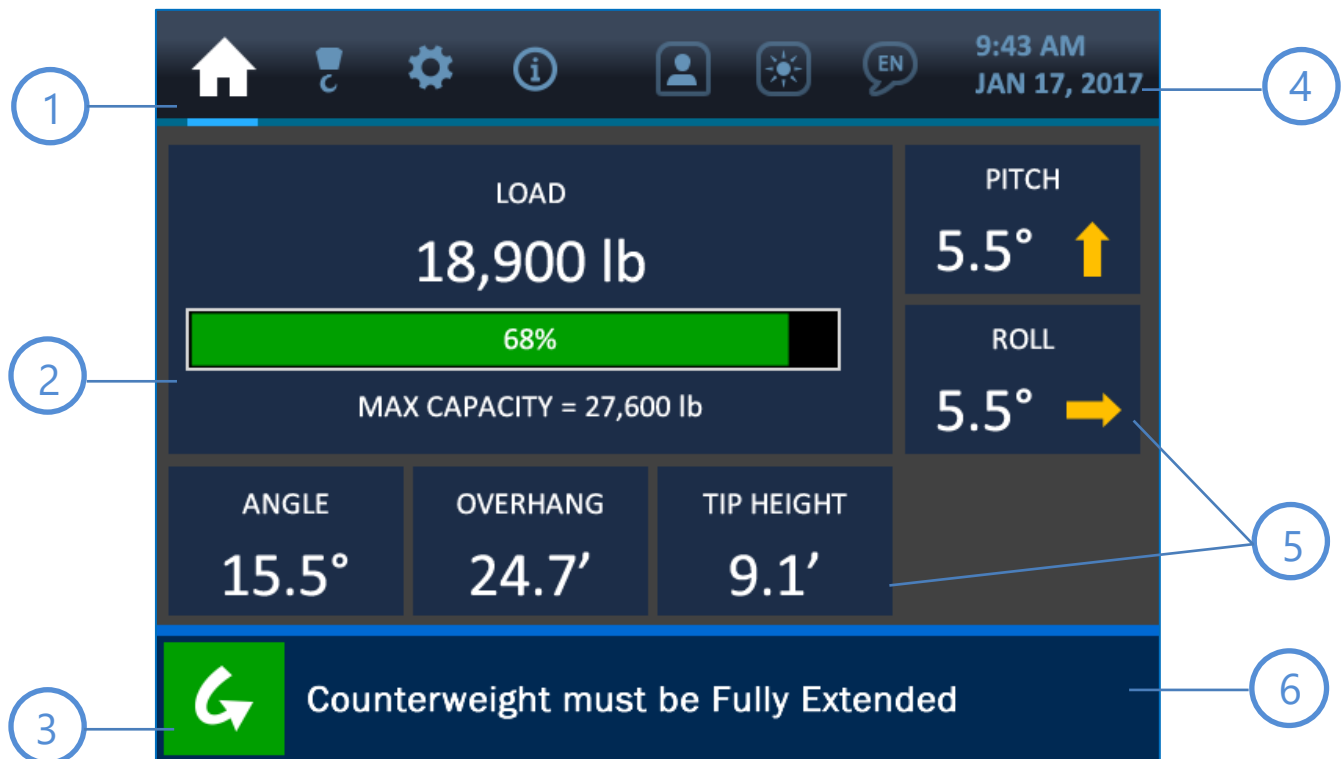 EN
9:43 AM
JAN 17, 2017
1
4
LOAD
18,900 lb
68%
MAX CAPACITY = 27,600 lb
PITCH
5.5°
ROLL
5.5°
2
ANGLE
15.5°
OVERHANG
24.7’
TIP HEIGHT
9.1’
5
Counterweight must be Fully Extended
3
6